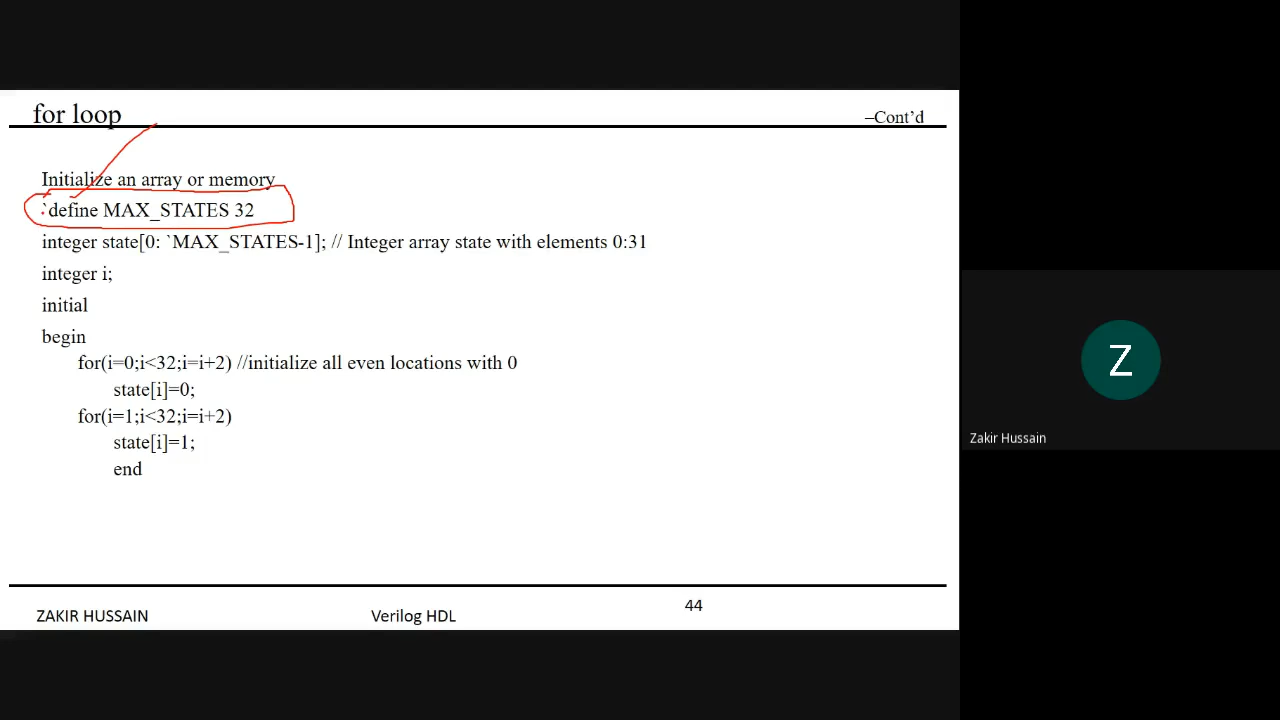 for loop
–Cont’d
Initialize an array or memory
`define MAX_STATES 32
integer state[0: `MAX_STATES-1]; // Integer array state with elements 0:31
integer i;
initial
begin
for(i=0;i<32;i=i+2) //initialize all even locations with 0
state[i]=0;
for(i=1;i<32;i=i+2)
state[i]=1;
end
ZAKIR HUSSAIN
Verilog HDL
44
Z
Zakir Hussain